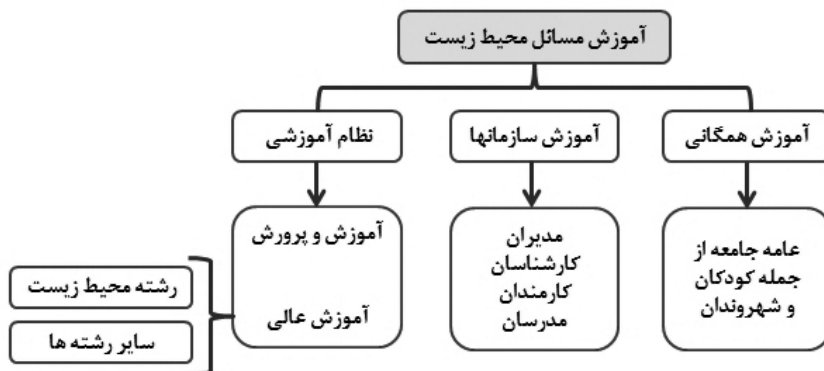 آموزش مسائل محیط زیست
آموزش همگانی
آموزش سازمانها
نظام آموزشی
عامه جامعه از
جمله کودکان
و شهروندان
مدیران
کارشناسان
کارمندان
مدرسان
آموزش و پرورش
آموزش عالی
رشته محیط زیست
سایر رشته ها